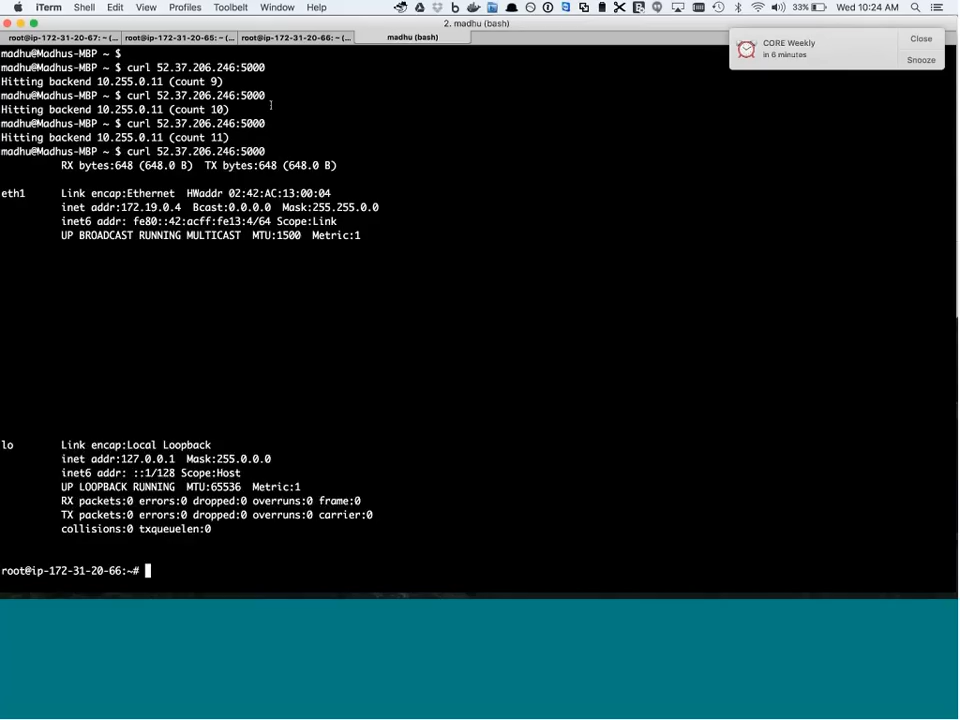 iTerm Shell Edit View Profiles Toolbelt Window Help 33% Wed 10:24 AM
2. madhu (bash)
root@ip-172-31-20-67: ~ (... root@ip-172-31-20-65: ~ (... root@ip-172-31-20-66: ~ (... madhu (bash)
CORE Weekly
in 6 minutes
Close
Snooze
madhu@Madhus-MBP ~ $
madhu@Madhus-MBP ~ $ curl 52.37.206.246:5000
Hitting backend 10.255.0.11 (count 9)
madhu@Madhus-MBP ~ $ curl 52.37.206.246:5000
Hitting backend 10.255.0.11 (count 10)
madhu@Madhus-MBP ~ $ curl 52.37.206.246:5000
Hitting backend 10.255.0.11 (count 11)
madhu@Madhus-MBP ~ $ curl 52.37.206.246:5000
RX bytes:648 (648.0 B) TX bytes:648 (648.0 B)
eth1 Link encap:Ethernet HWaddr 02:42:AC:13:00:04
inet addr:172.19.0.4 Bcast:0.0.0.0 Mask:255.255.0.0
inet6 addr: fe80::42:acff:fe13:4/64 Scope:Link
UP BROADCAST RUNNING MULTICAST MTU:1500 Metric:1
lo Link encap:Local Loopback
inet addr:127.0.0.1 Mask:255.0.0.0
inet6 addr: ::1/128 Scope:Host
UP LOOPBACK RUNNING MTU:65536 Metric:1
RX packets:0 errors:0 dropped:0 overruns:0 frame:0
TX packets:0 errors:0 dropped:0 overruns:0 carrier:0
collisions:0 txqueuelen:0
root@ip-172-31-20-66:~#